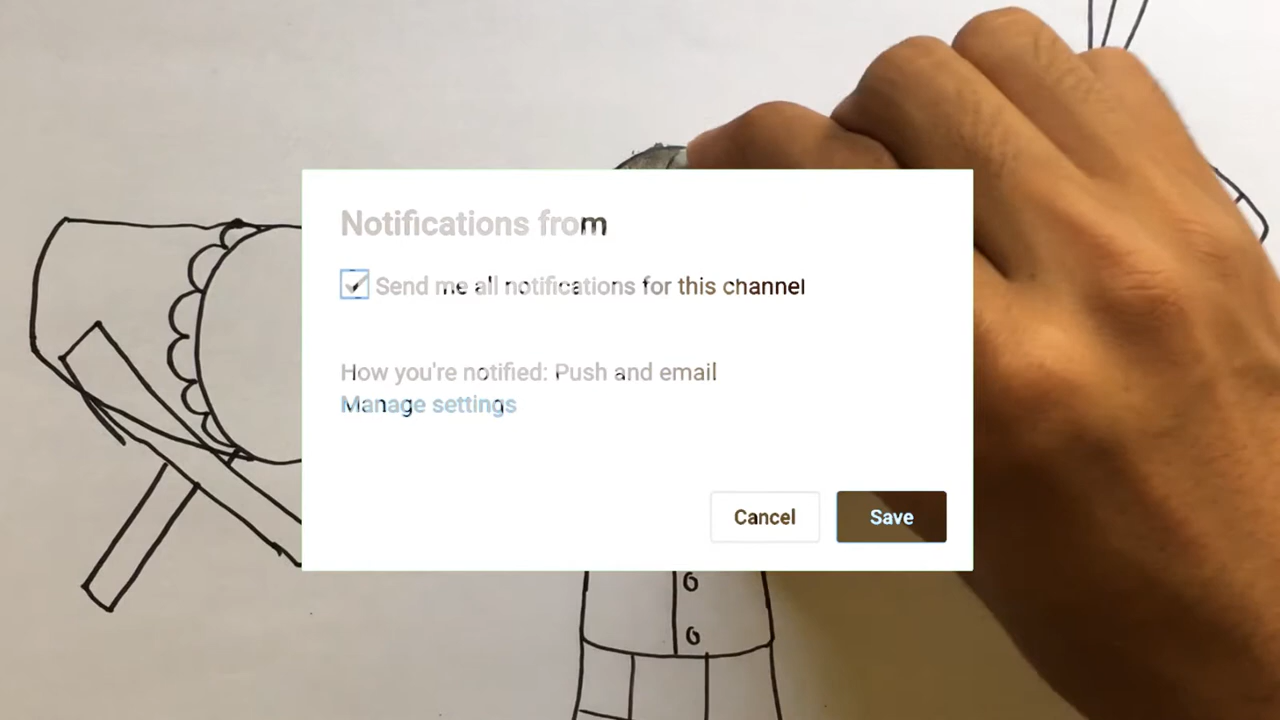 Notifications from
Send me all notifications for this channel
How you're notified: Push and email
Manage settings
Cancel
Save